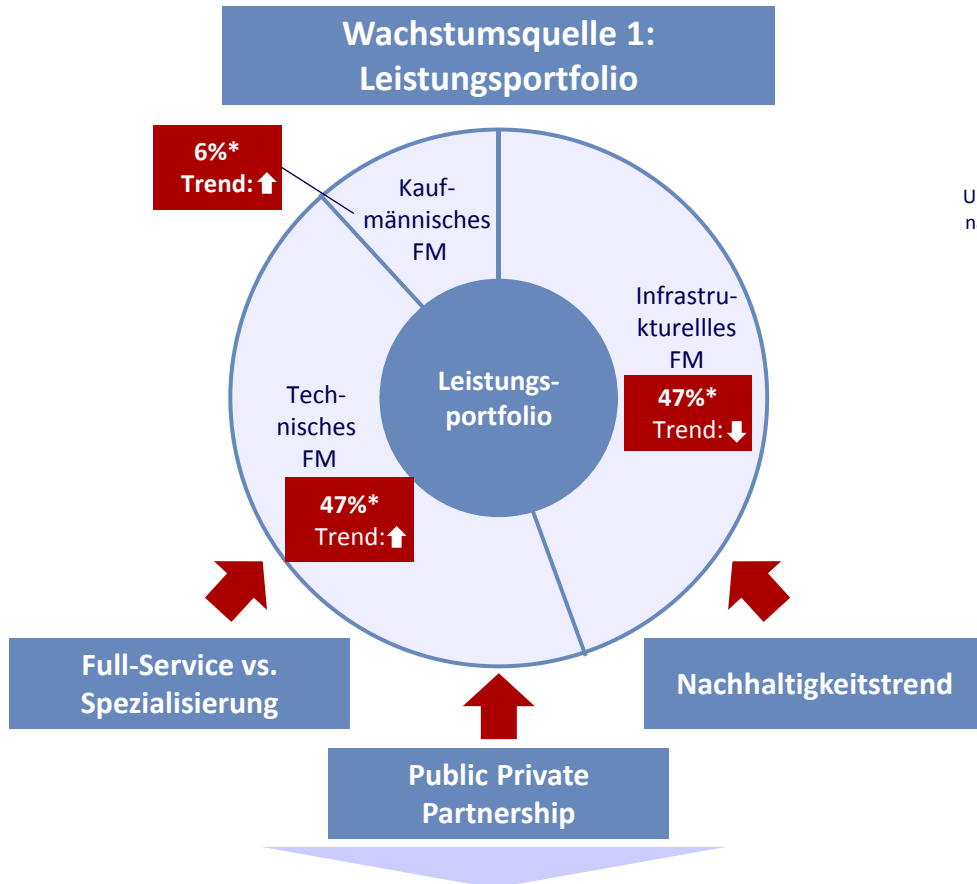 Wachstumsquelle 1:
Leistungsportfolio
6%*
Trend:
Kauf-
männisches
FM
Infrastru-
kturellles
FM
47%*
Trend:
Leistungs-
portfolio
Tech-
nisches
FM
47%*
Trend:
Full-Service vs.
Spezialisierung
Nachhaltigkeitstrend
Public Private
Partnership